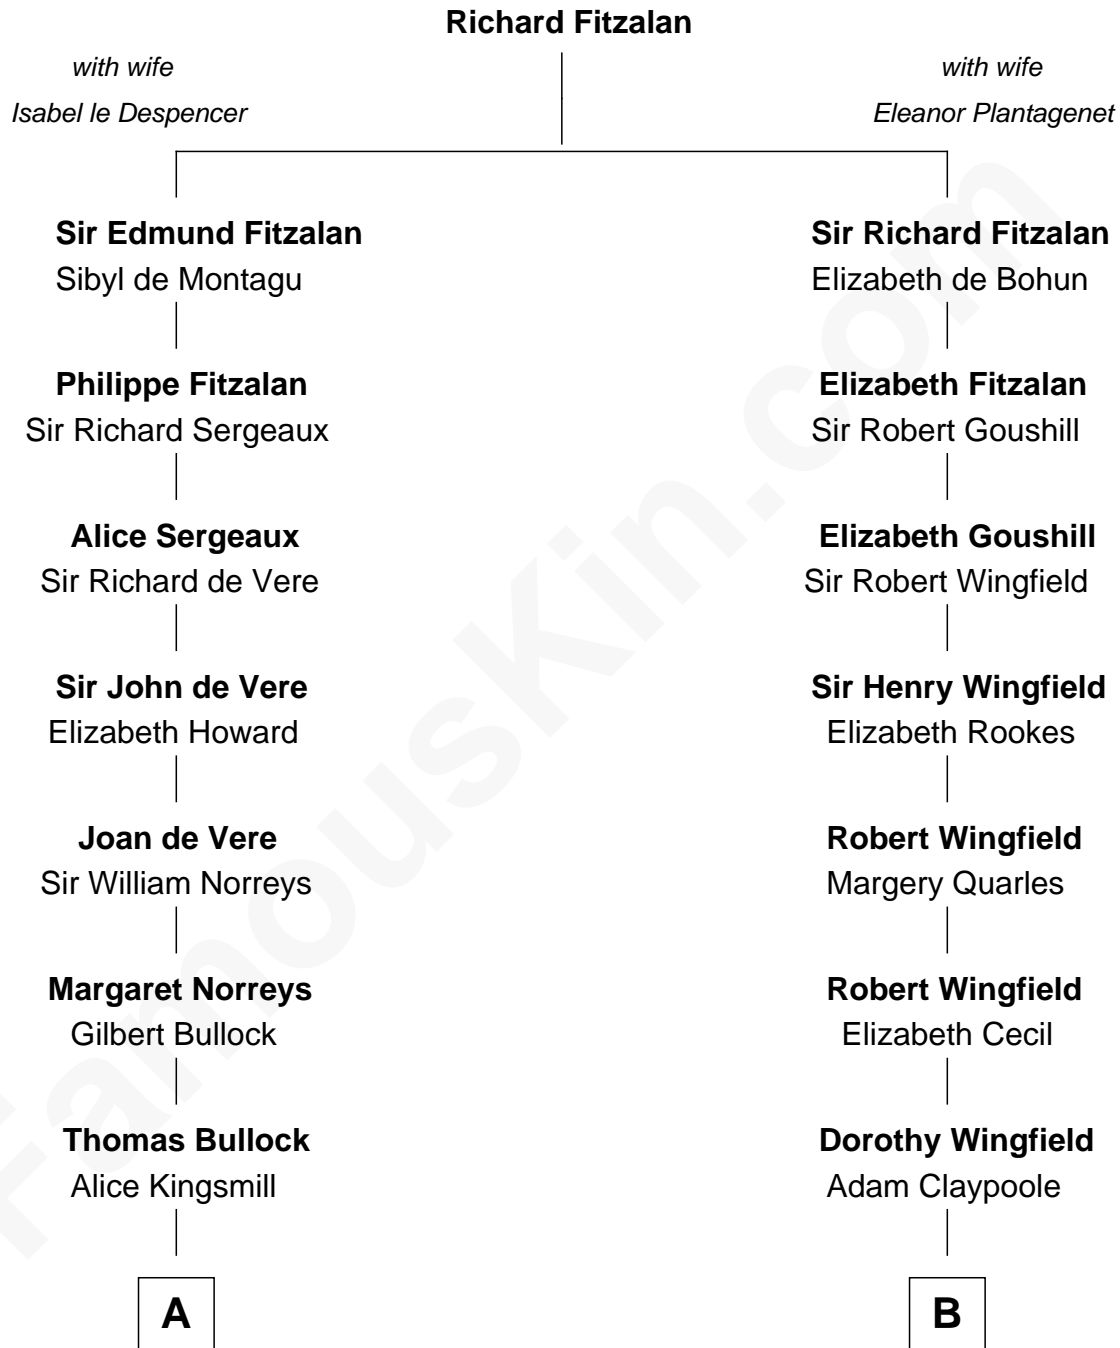 Richard Fitzalan
with wife
Isabel le Despencer
with wife
Eleanor Plantagenet
Sir Edmund Fitzalan
Sibyl de Montagu
Philippe Fitzalan
Sir Richard Sergeaux
Alice Sergeaux
Sir Richard de Vere
Sir John de Vere
Elizabeth Howard
Joan de Vere
Sir William Norreys
Margaret Norreys
Gilbert Bullock
Thomas Bullock
Alice Kingsmill
A
Sir Richard Fitzalan
Elizabeth de Bohun
Elizabeth Fitzalan
Sir Robert Goushill
Elizabeth Goushill
Sir Robert Wingfield
Sir Henry Wingfield
Elizabeth Rookes
Robert Wingfield
Margery Quarles
Robert Wingfield
Elizabeth Cecil
Dorothy Wingfield
Adam Claypoole
B
FamousKin.com